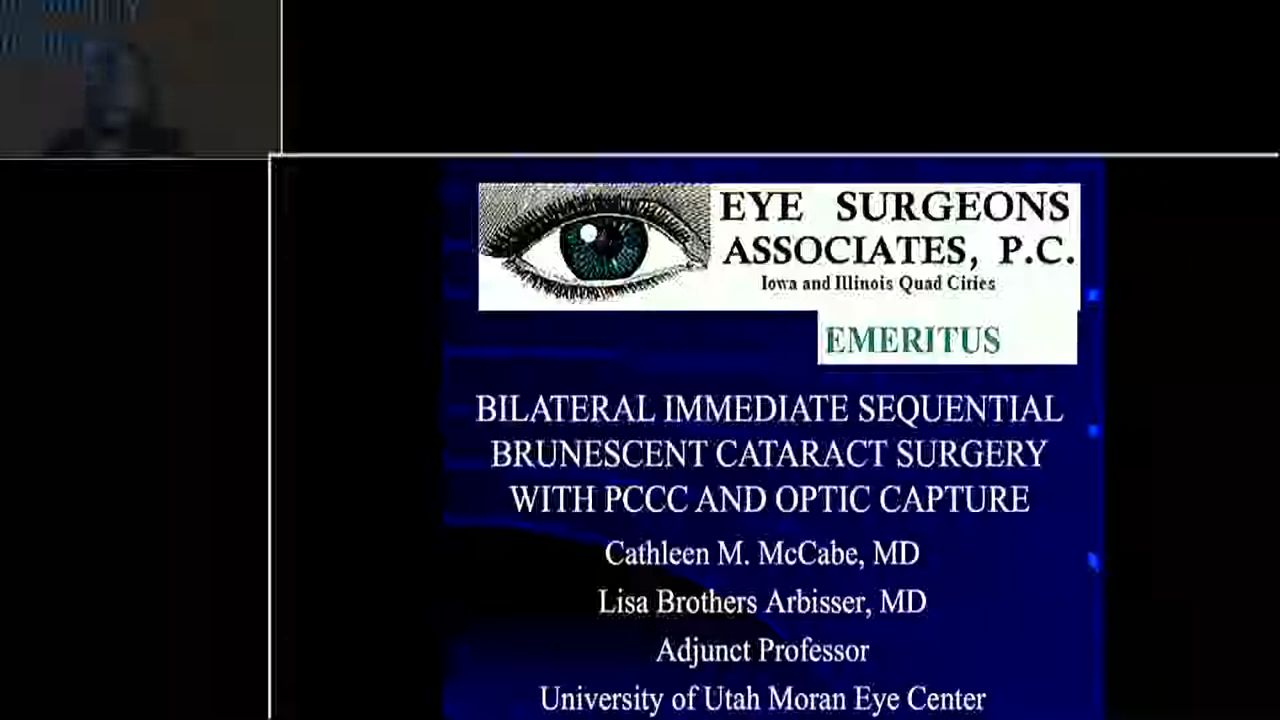 EYE SURGEONS
ASSOCIATES, P.C.
Iowa and Illinois Quad Cities
EMERITUS
BILATERAL IMMEDIATE SEQUENTIAL
BRUNESCENT CATARACT SURGERY
WITH PCCC AND OPTIC CAPTURE
Cathleen M. McCabe, MD
Lisa Brothers Arbisser, MD
Adjunct Professor
University of Utah Moran Eye Center